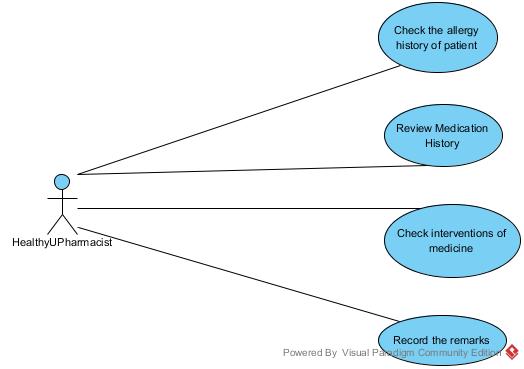 Check the allergy
history of patient
Review Medication
History
HealthyUPharmacist
Check interventions of
medicine
Record the remarks
Powered By Visual Paradigm Community Edition